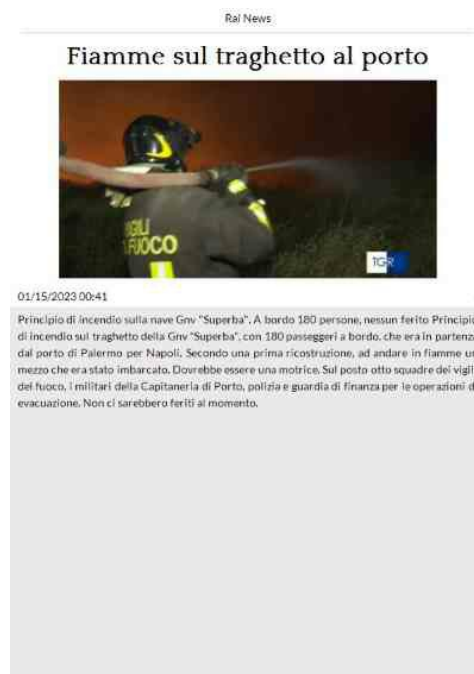 Rai News
Fiamme sul traghetto al porto
VIGILI
FUOCO
TGR
01/15/2023 00:41
Principio di incendio sulla nave Gnv "Superba". A bordo 180 persone, nessun ferito Principio
di incendio sul traghetto della Gnv "Superba", con 180 passeggeri a bordo, che era in partenza
dal porto di Palermo per Napoli. Secondo una prima ricostruzione, ad andare in fiamme un
mezzo che era stato imbarcato. Dovrebbe essere una motrice. Sul posto otto squadre dei vigili
del fuoco, i militari della Capitaneria di Porto, polizia e guardia di finanza per le operazioni di
evacuazione. Non ci sarebbero feriti al momento.